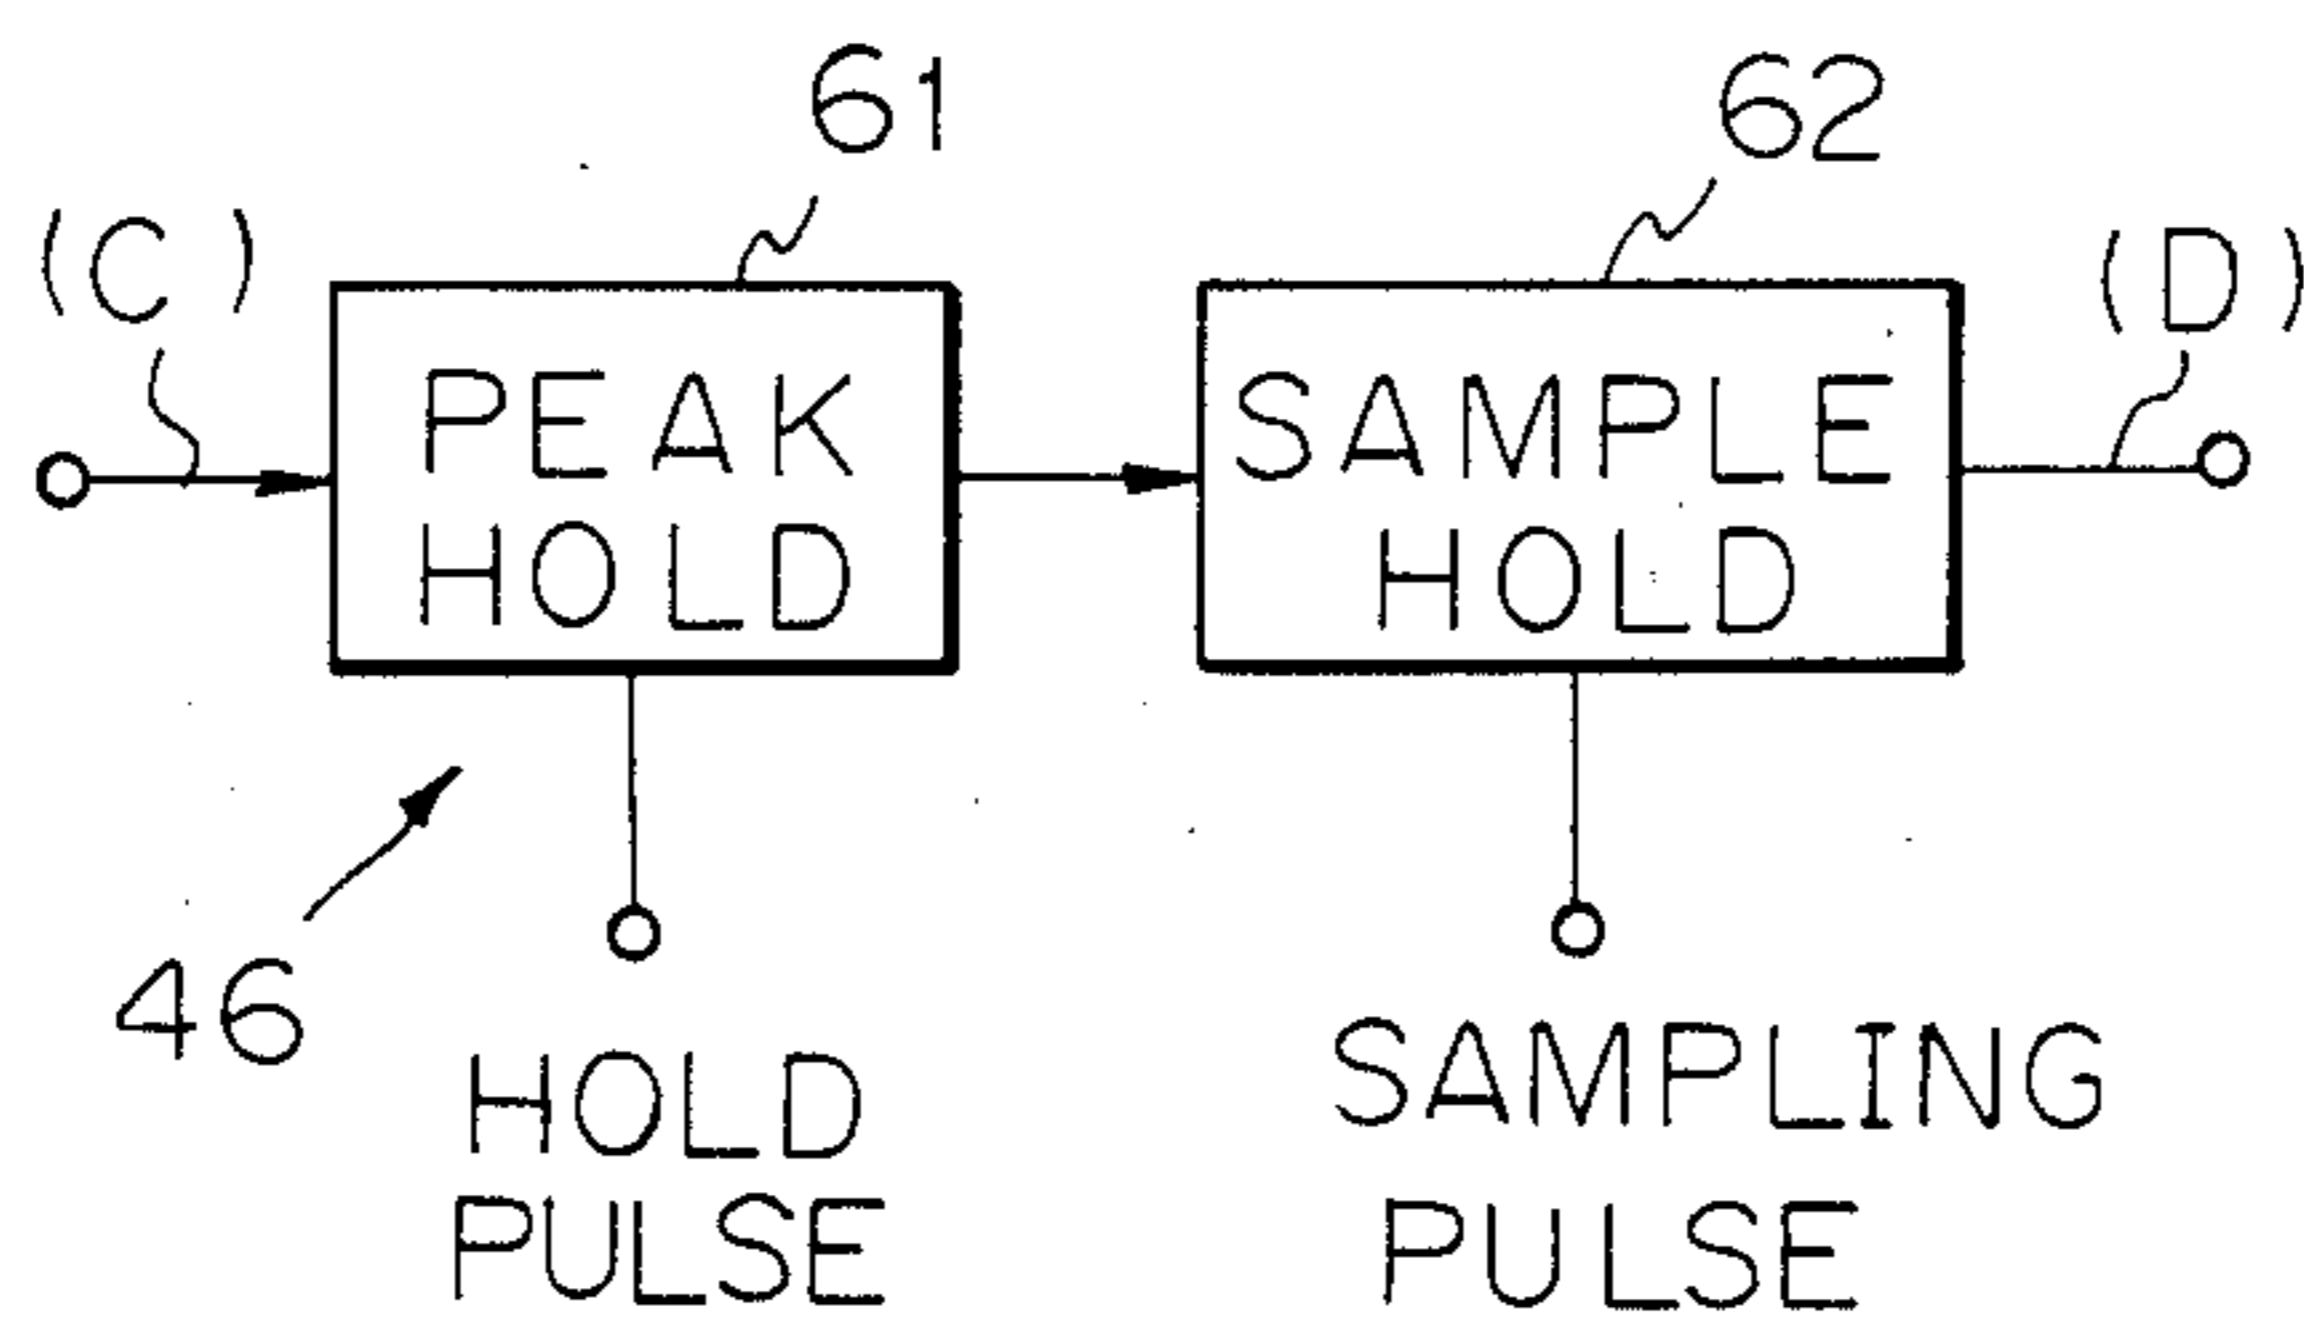 61
62
(C)
(D)
PEAK
HOLD
SAMPLE
HOLD
46
HOLD
PULSE
SAMPLING
PULSE